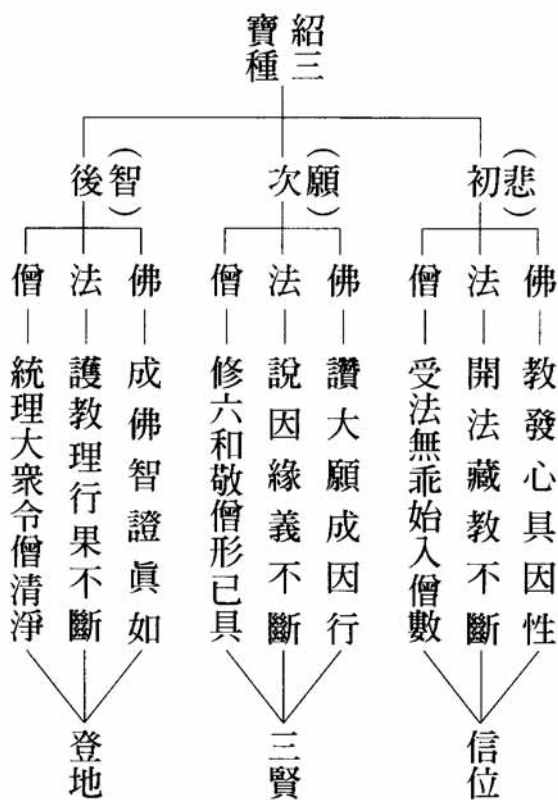 紹三
寶種
初（悲）
佛—教發心具因性
法—開法藏教不斷
僧—受法無乖始入僧數
信位
次（願）
佛—讚大願成因行
法—說因緣義不斷
僧—修六和敬僧形已具
三賢
後（智）
佛—成佛智證眞如
法—護教理行果不斷
僧—統理大衆令僧清淨
登地